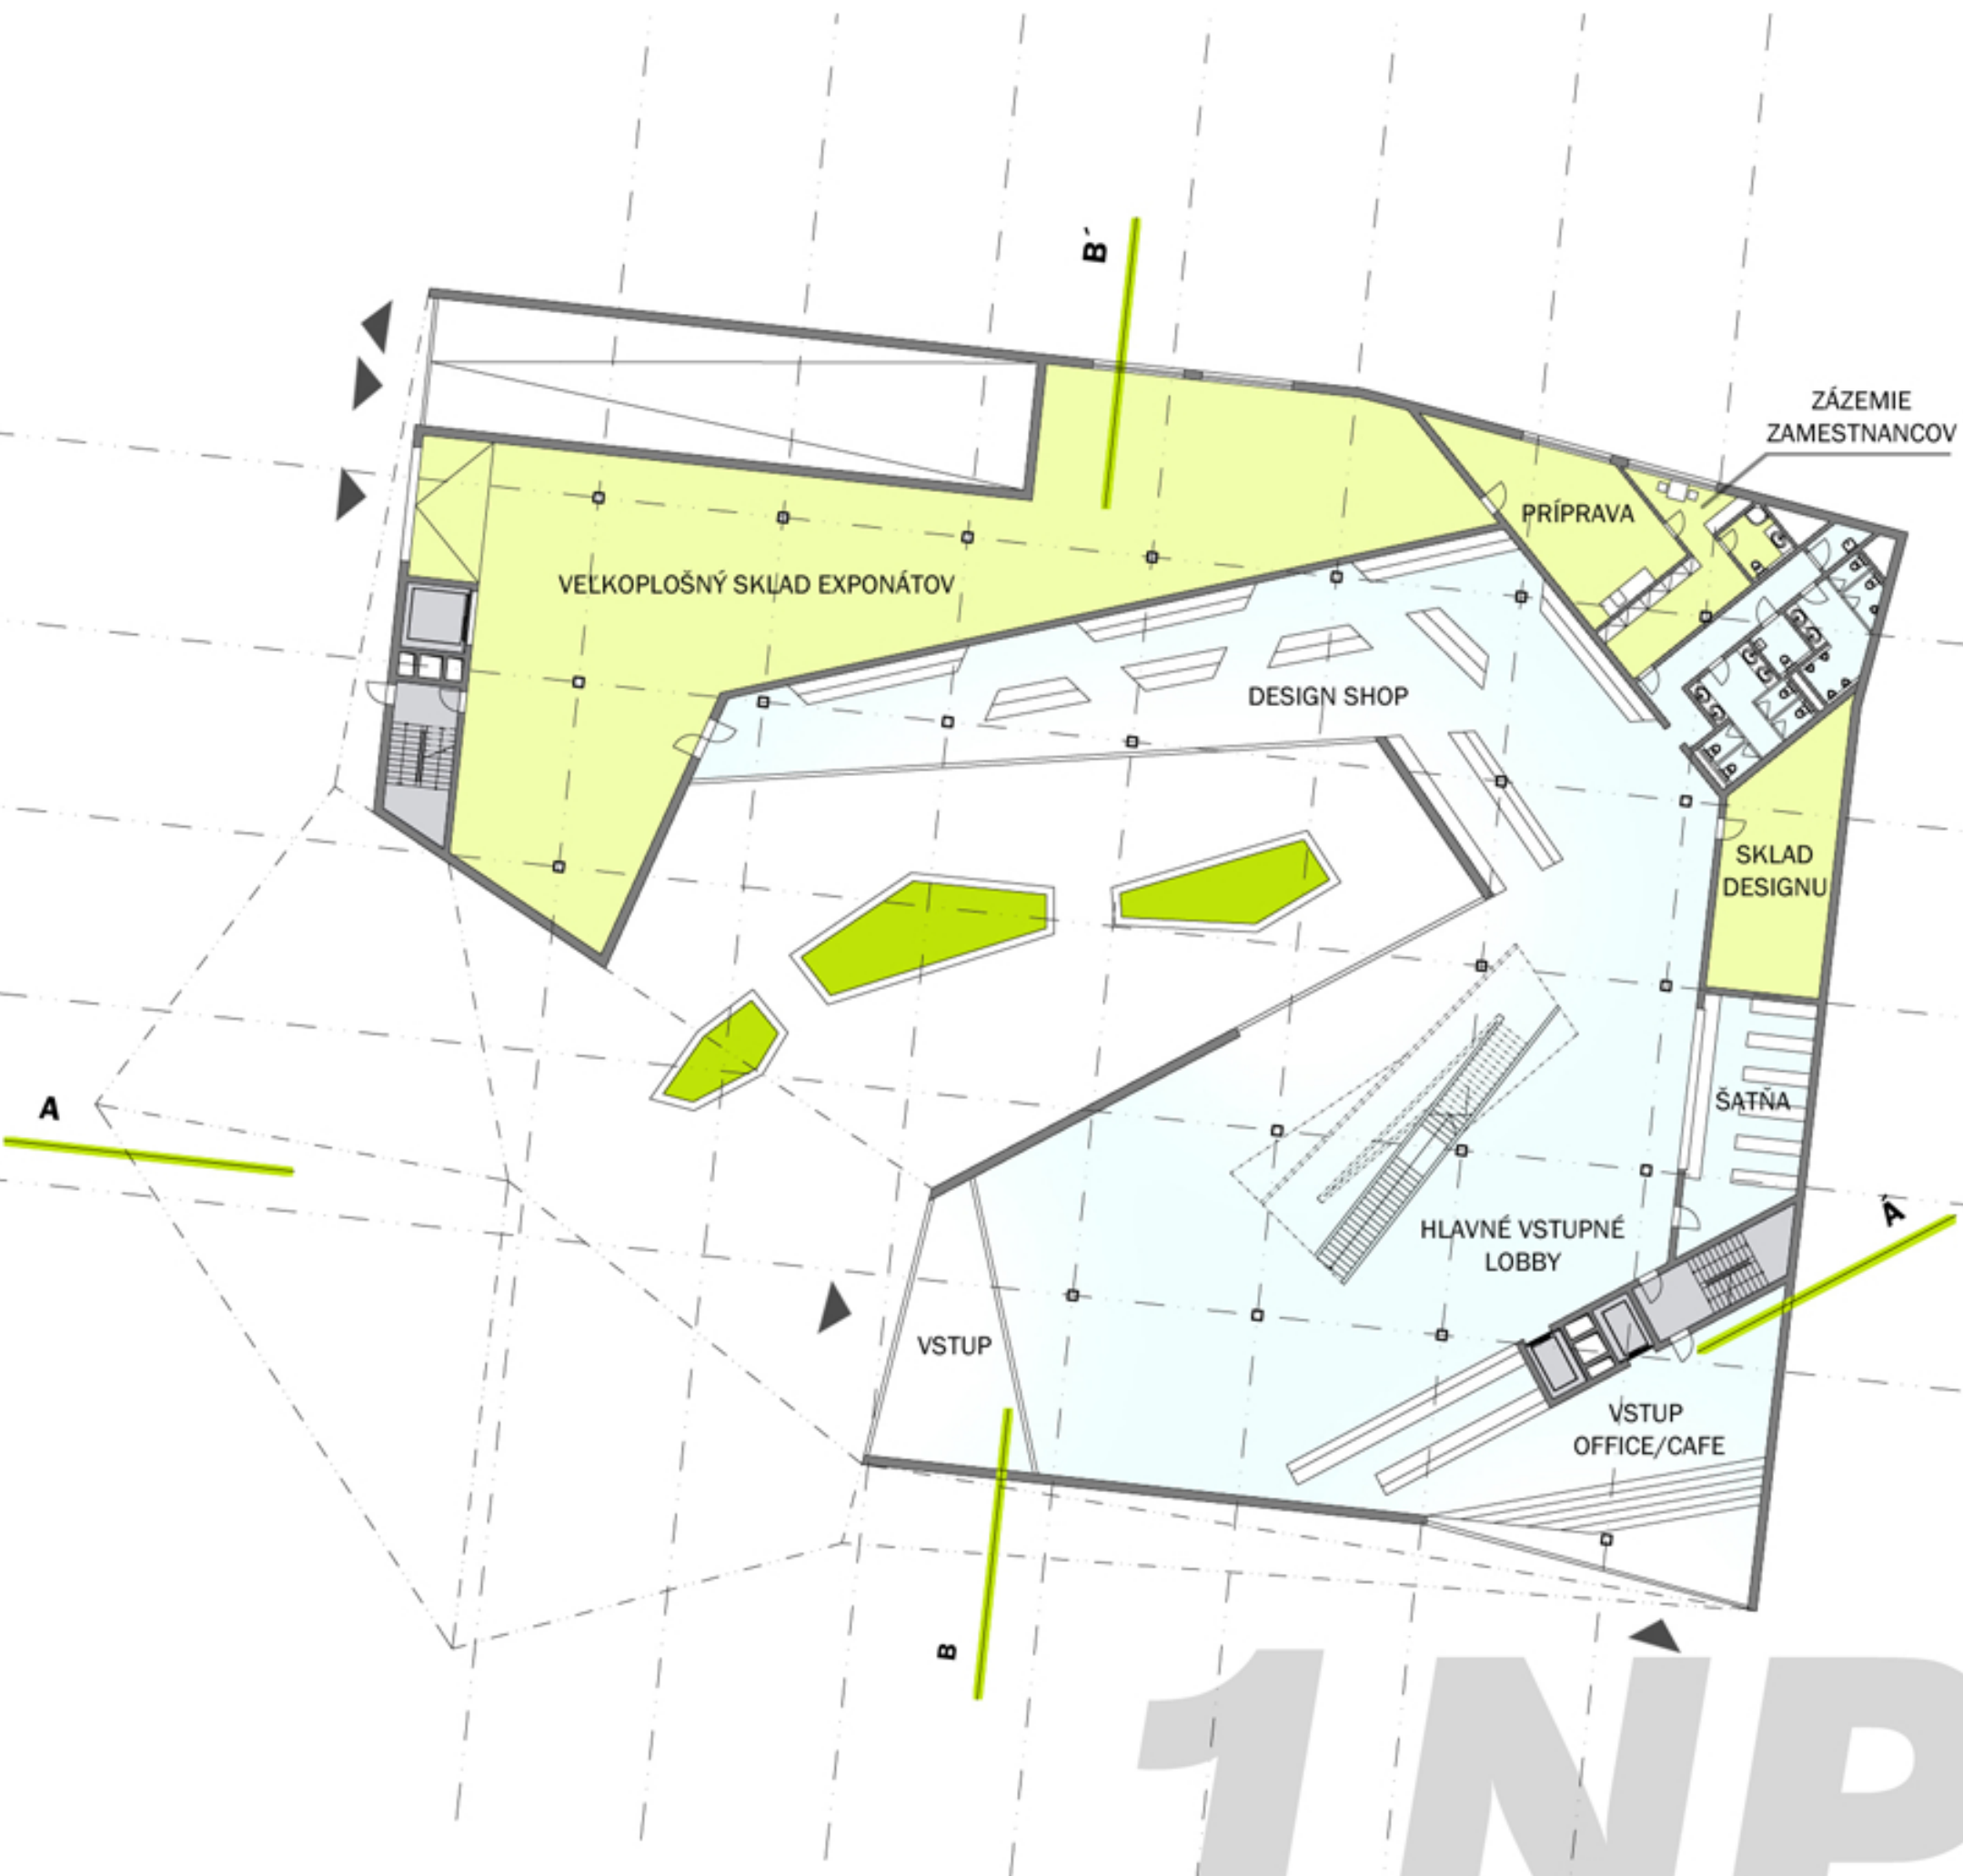 B´
ZÁZEMIE
ZAMESTNANCOV
PRÍPRAVA
VEĽKOPLOŠNÝ SKLAD EXPONÁTOV
DESIGN SHOP
SKLAD
DESIGNU
ŠATŇA
A
A´
HLAVNÉ VSTUPNÉ
LOBBY
VSTUP
VSTUP
OFFICE/CAFE
B
1NP